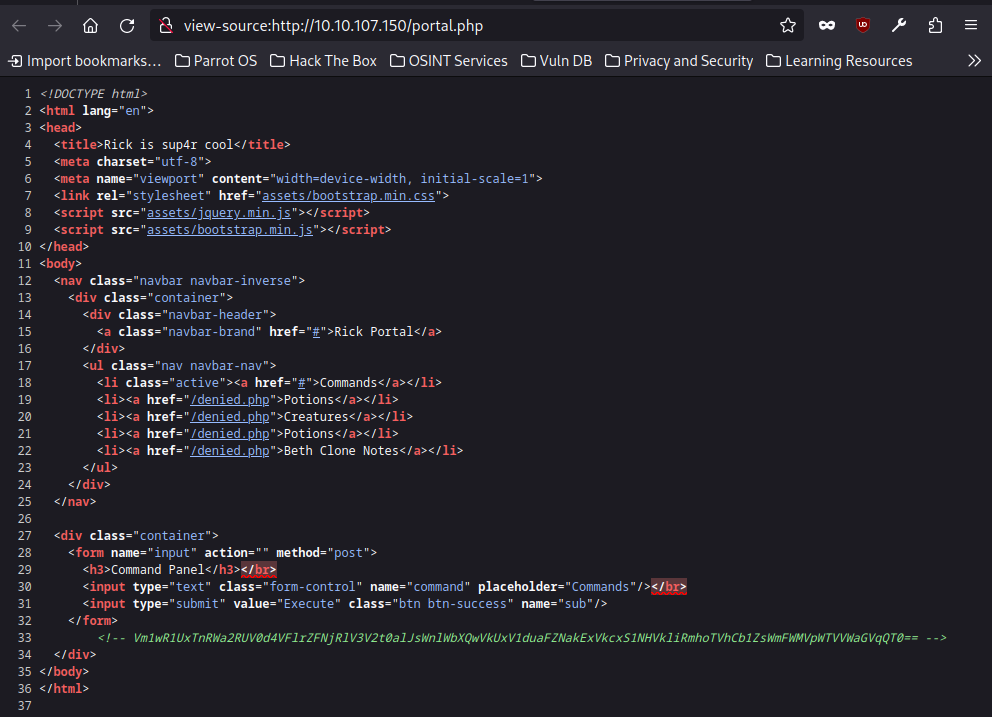 view-source:http://10.10.107.150/portal.php
Import bookmarks… Parrot OS Hack The Box OSINT Services Vuln DB Privacy and Security Learning Resources
1 <!DOCTYPE html>
2 <html lang="en">
3 <head>
4 <title>Rick is sup4r cool</title>
5 <meta charset="utf-8">
6 <meta name="viewport" content="width=device-width, initial-scale=1">
7 <link rel="stylesheet" href="assets/bootstrap.min.css">
8 <script src="assets/jquery.min.js"></script>
9 <script src="assets/bootstrap.min.js"></script>
10 </head>
11 <body>
12 <nav class="navbar navbar-inverse">
13 <div class="container">
14 <div class="navbar-header">
15 <a class="navbar-brand" href="#">Rick Portal</a>
16 </div>
17 <ul class="nav navbar-nav">
18 <li class="active"><a href="#">Commands</a></li>
19 <li><a href="/denied.php">Potions</a></li>
20 <li><a href="/denied.php">Creatures</a></li>
21 <li><a href="/denied.php">Potions</a></li>
22 <li><a href="/denied.php">Beth Clone Notes</a></li>
23 </ul>
24 </div>
25 </nav>
26
27 <div class="container">
28 <form name="input" action="" method="post">
29 <h3>Command Panel</h3></br>
30 <input type="text" class="form-control" name="command" placeholder="Commands"/></br>
31 <input type="submit" value="Execute" class="btn btn-success" name="sub"/>
32 </form>
33 <!-- Vm1wR1UxTnRWa2RUV0d4VFlrZFNjRlV3V2t0alJsWnlWbXQwVkUxV1duaFZNakExVkcxS1NHVkliRmhoTVhCb1ZsWmFWMVpWTVVWaGVqQT0== -->
34 </div>
35 </body>
36 </html>
37